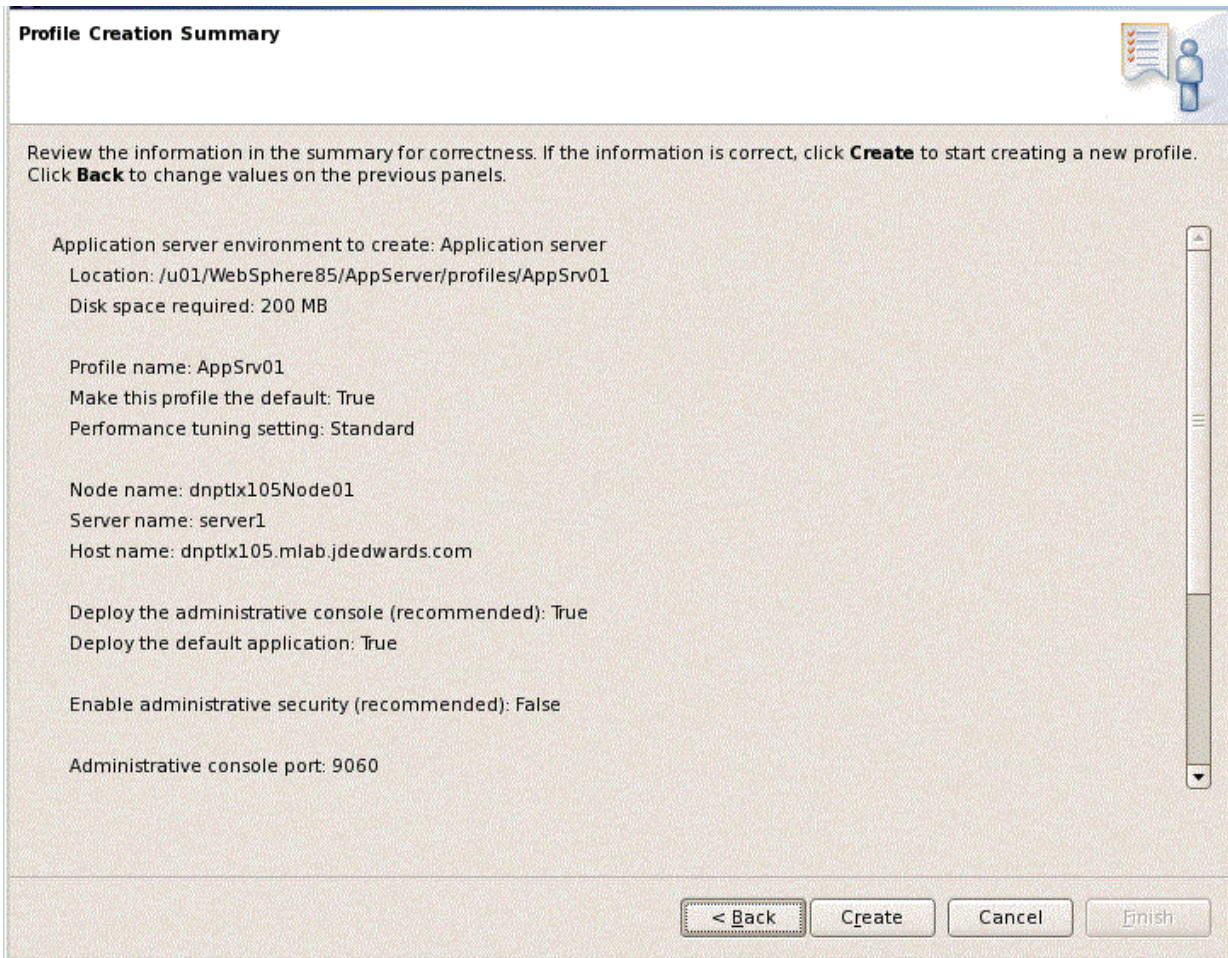 Profile Creation Summary
Review the information in the summary for correctness. If the information is correct, click Create to start creating a new profile.
Click Back to change values on the previous panels.
Application server environment to create: Application server
Location: /u01/WebSphere85/AppServer/profiles/AppSrv01
Disk space required: 200 MB
Profile name: AppSrv01
Make this profile the default: True
Performance tuning setting: Standard
Node name: dnptlx105Node01
Server name: server1
Host name: dnptlx105.mlab.jdedwards.com
Deploy the administrative console (recommended): True
Deploy the default application: True
Enable administrative security (recommended): False
Administrative console port: 9060
< Back Create Cancel Finish